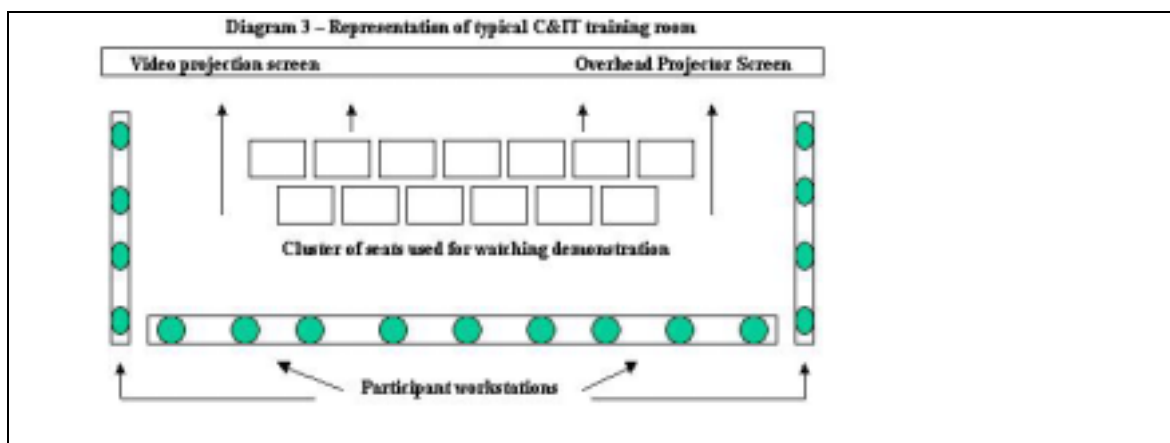 Diagram 3 – Representation of typical C&IT training room
Video projection screen
Overhead Projector Screen
Cluster of seats used for watching demonstration
Participant workstations